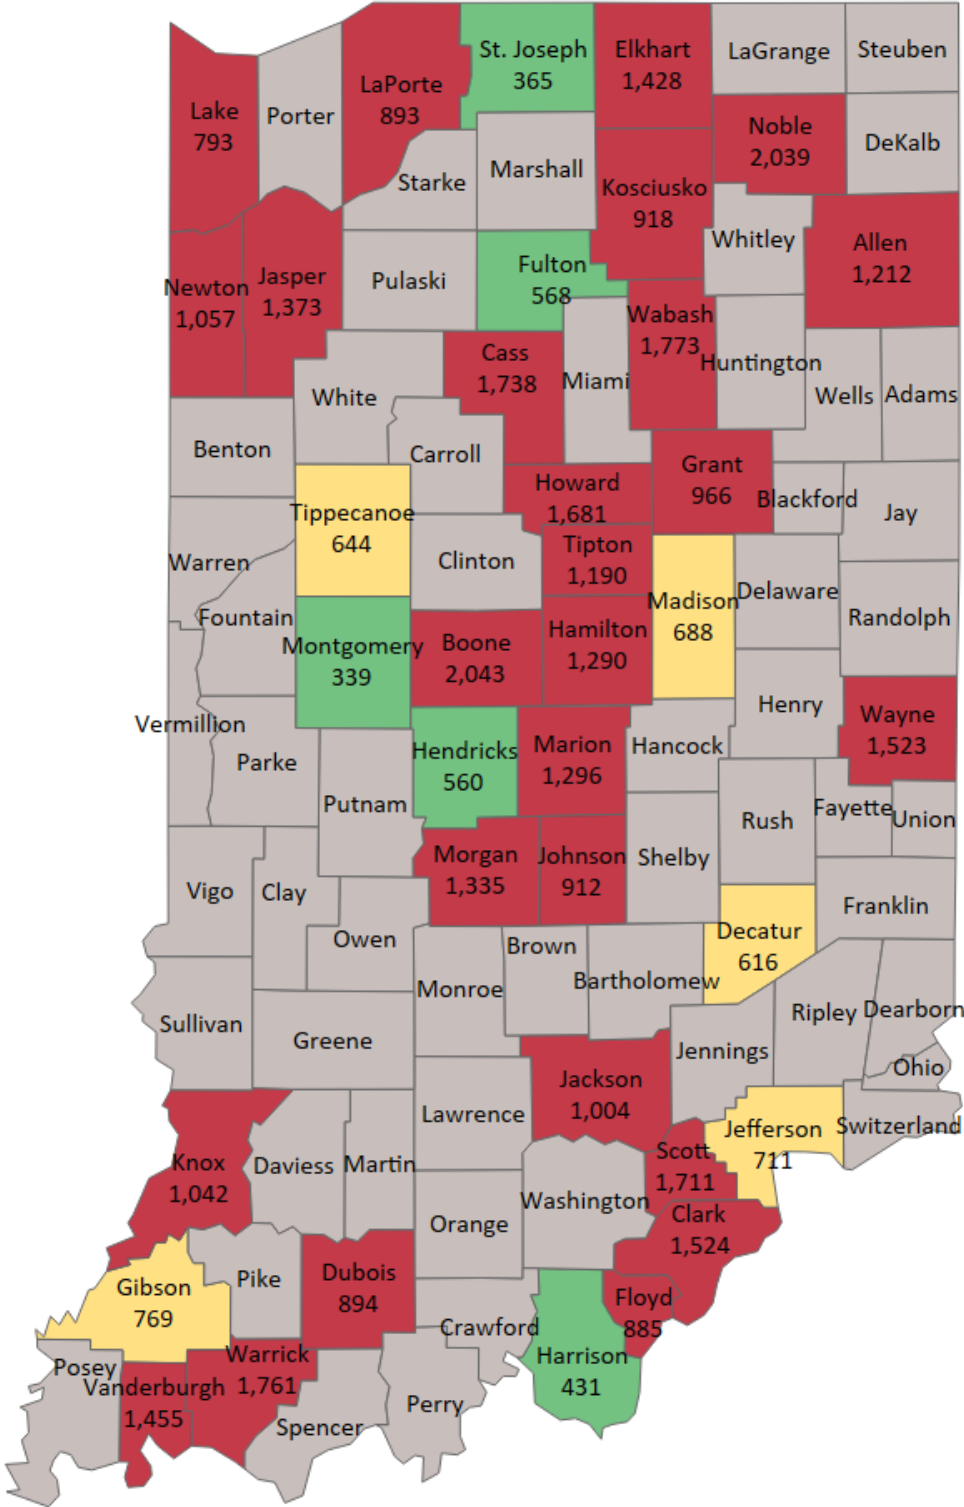 St. Joseph
365
Elkhart
1,428
LaGrange
Steuben
LaPorte
893
Lake
793
Porter
Noble
2,039
DeKalb
Starke
Marshall
Kosciusko
918
Whitley
Allen
1,212
Newton
1,057
Jasper
1,373
Pulaski
Fulton
568
Wabash
1,773
Huntington
Cass
1,738
Miami
White
Wells
Adams
Benton
Carroll
Grant
966
Howard
1,681
Blackford
Jay
Tippecanoe
644
Warren
Clinton
Tipton
1,190
Madison
688
Delaware
Fountain
Randolph
Montgomery
339
Boone
2,043
Hamilton
1,290
Henry
Wayne
1,523
Vermillion
Parke
Hendricks
560
Marion
1,296
Hancock
Putnam
Rush
Fayette
Union
Morgan
1,335
Johnson
912
Shelby
Vigo
Clay
Franklin
Owen
Brown
Decatur
616
Bartholomew
Monroe
Sullivan
Greene
Ripley
Dearborn
Jennings
Ohio
Jackson
1,004
Lawrence
Jefferson
711
Switzerland
Knox
1,042
Daviess
Martin
Scott
1,711
Washington
Orange
Clark
1,524
Gibson
769
Pike
Dubois
894
Floyd
885
Crawford
Harrison
431
Posey
Vanderburgh
1,455
Warrick
1,761
Spencer
Perry